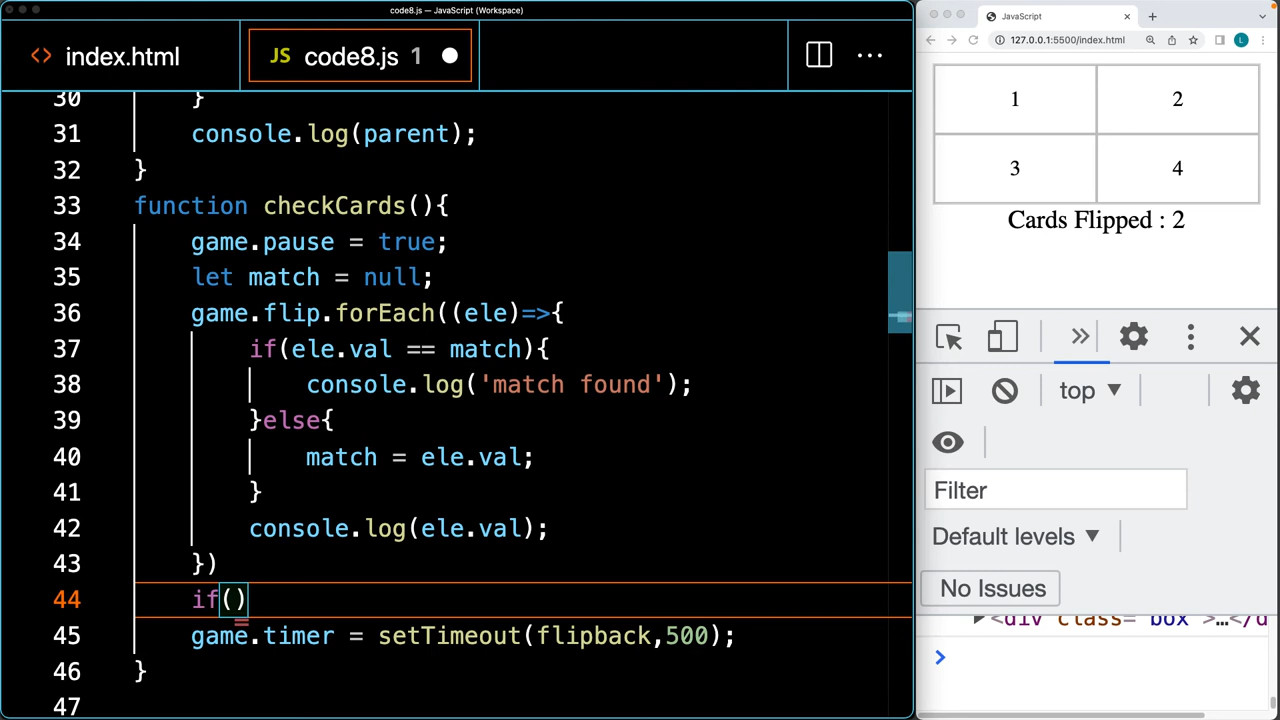 code8.js — JavaScript (Workspace)
index.html
JS code8.js 1
30 }
31 console.log(parent);
32 }
33 function checkCards(){
34 game.pause = true;
35 let match = null;
36 game.flip.forEach((ele)=>{
37 if(ele.val == match){
38 console.log('match found');
39 }else{
40 match = ele.val;
41 }
42 console.log(ele.val);
43 })
44 if()
45 game.timer = setTimeout(flipback,500);
46 }
47
JavaScript
127.0.0.1:5500/index.html
L
1 2
3 4
Cards Flipped : 2
top
Filter
Default levels
No Issues
<div class="box">…</d